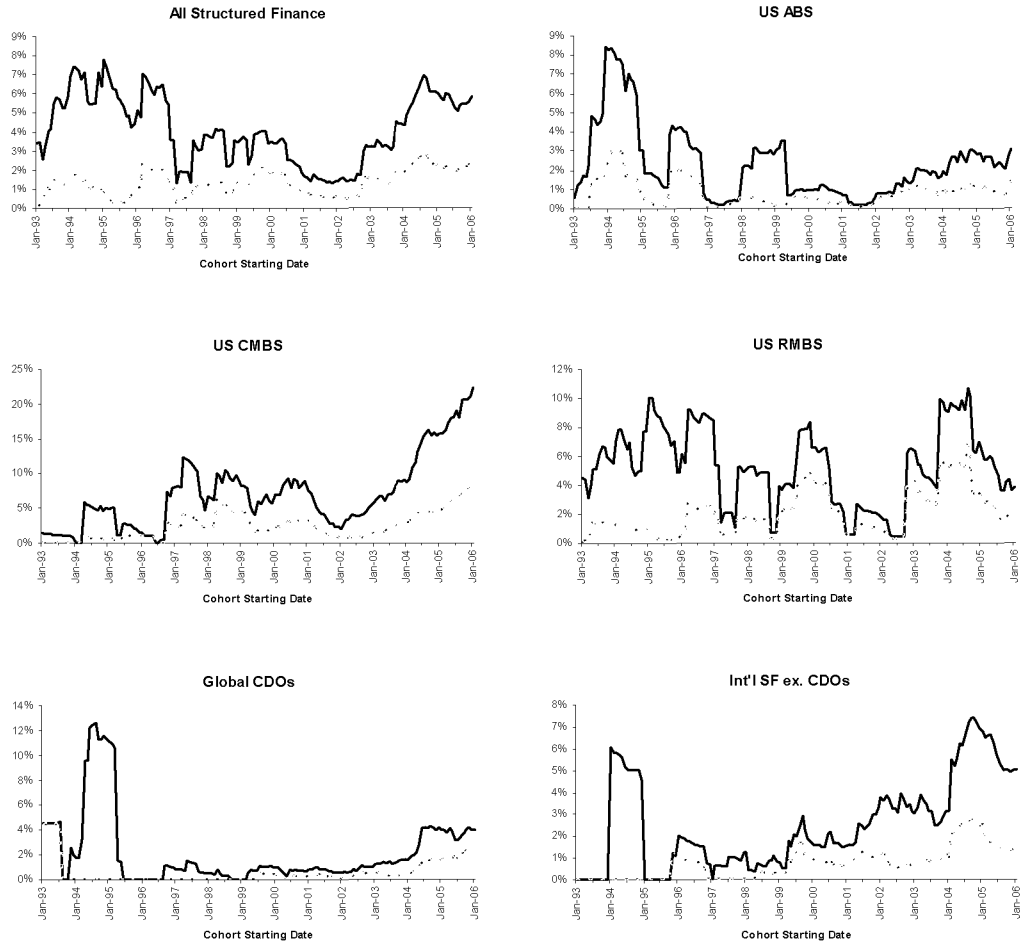 All Structured Finance
9%
8%
7%
6%
5%
4%
3%
2%
1%
0%
Jan-93
Jan-94
Jan-95
Jan-96
Jan-97
Jan-98
Jan-99
Jan-00
Jan-01
Jan-02
Jan-03
Jan-04
Jan-05
Jan-06
Cohort Starting Date
US ABS
9%
8%
7%
6%
5%
4%
3%
2%
1%
0%
Jan-93
Jan-94
Jan-95
Jan-96
Jan-97
Jan-98
Jan-99
Jan-00
Jan-01
Jan-02
Jan-03
Jan-04
Jan-05
Jan-06
Cohort Starting Date
US CMBS
25%
20%
15%
10%
5%
0%
Jan-93
Jan-94
Jan-95
Jan-96
Jan-97
Jan-98
Jan-99
Jan-00
Jan-01
Jan-02
Jan-03
Jan-04
Jan-05
Jan-06
Cohort Starting Date
US RMBS
12%
10%
8%
6%
4%
2%
0%
Jan-93
Jan-94
Jan-95
Jan-96
Jan-97
Jan-98
Jan-99
Jan-00
Jan-01
Jan-02
Jan-03
Jan-04
Jan-05
Jan-06
Cohort Starting Date
Global CDOs
14%
12%
10%
8%
6%
4%
2%
0%
Jan-93
Jan-94
Jan-95
Jan-96
Jan-97
Jan-98
Jan-99
Jan-00
Jan-01
Jan-02
Jan-03
Jan-04
Jan-05
Jan-06
Cohort Starting Date
Int'l SF ex. CDOs
8%
7%
6%
5%
4%
3%
2%
1%
0%
Jan-93
Jan-94
Jan-95
Jan-96
Jan-97
Jan-98
Jan-99
Jan-00
Jan-01
Jan-02
Jan-03
Jan-04
Jan-05
Jan-06
Cohort Starting Date